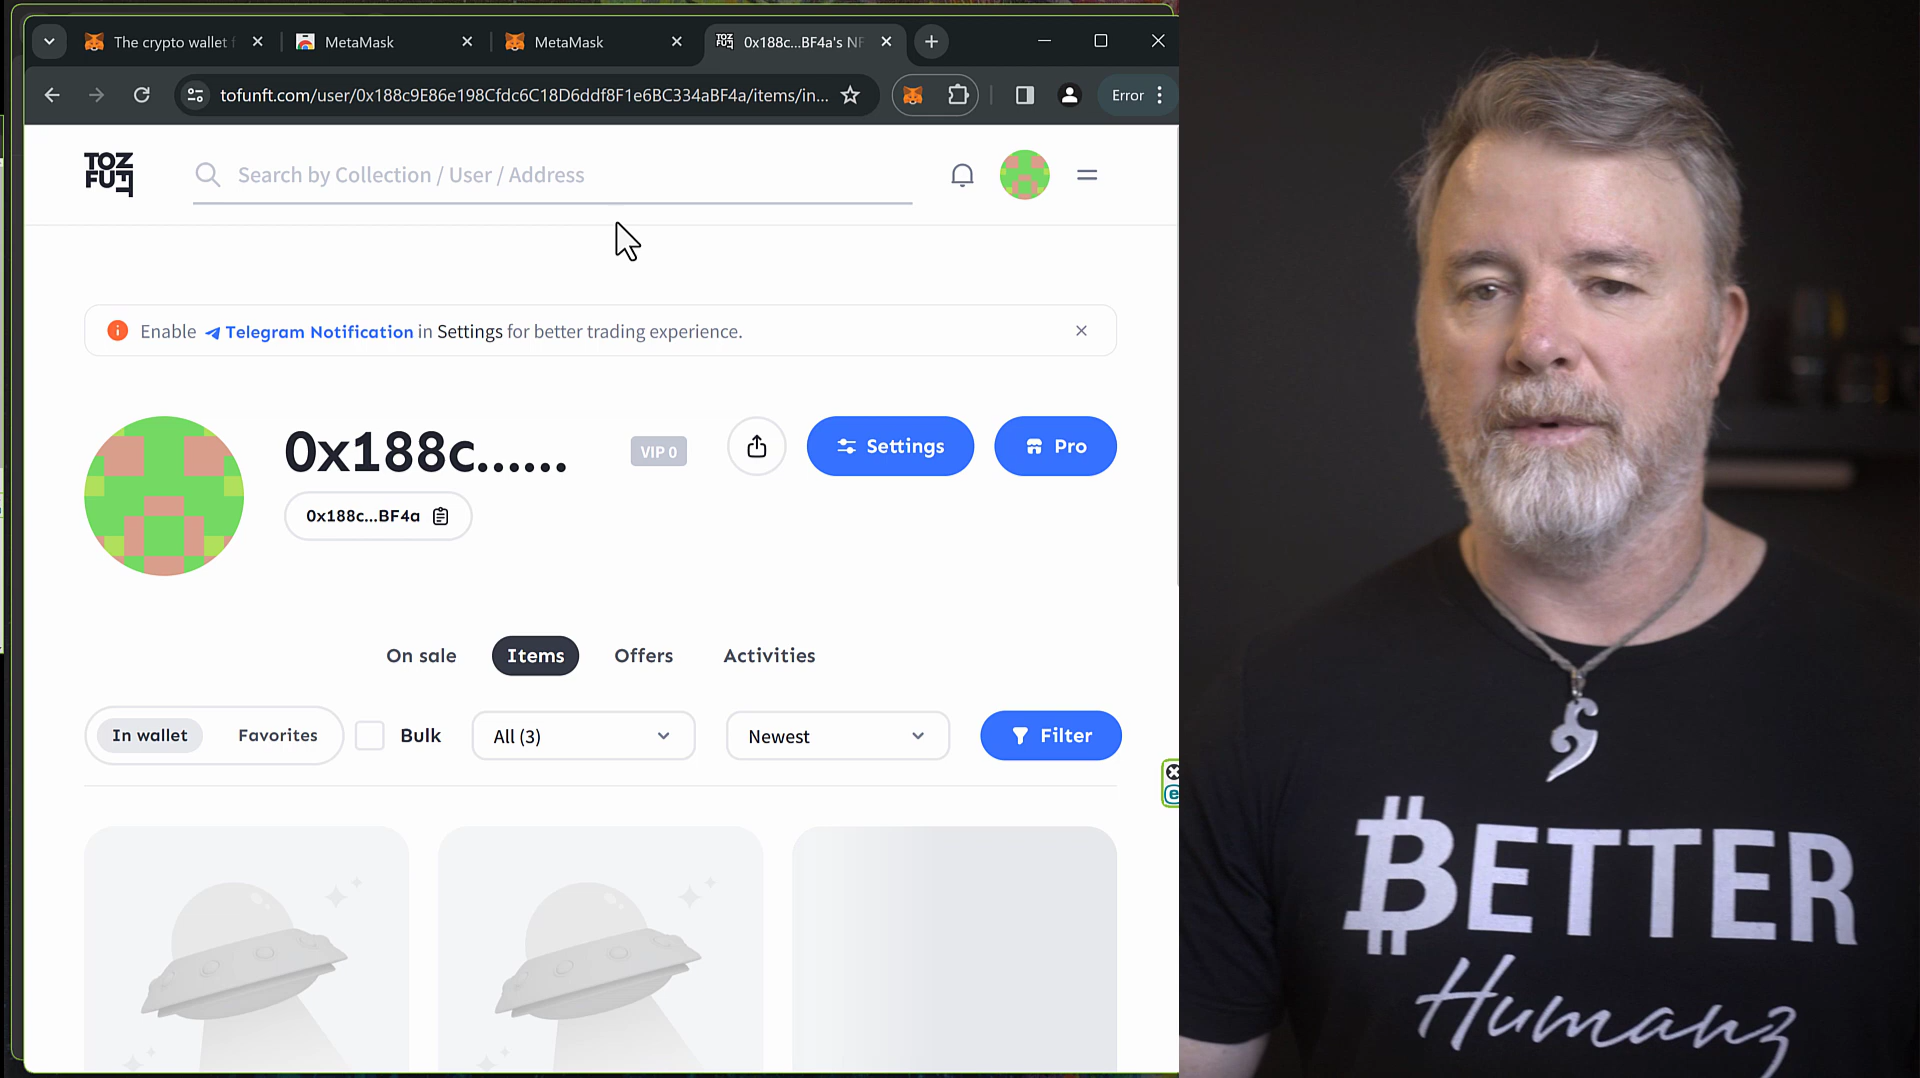 The crypto wallet f
MetaMask
MetaMask
0x188c...BF4a's NF
tofunft.com/user/0x188c9E86e198Cfdc6C18D6ddf8F1e6BC334aBF4a/items/in...
Error
TOZ
FUFT
Search by Collection / User / Address
Enable Telegram Notification in Settings for better trading experience.
0x188c......
VIP 0
Settings
Pro
0x188c...BF4a
On sale
Items
Offers
Activities
In wallet
Favorites
Bulk
All (3)
Newest
Filter
₿ETTER
Humanz